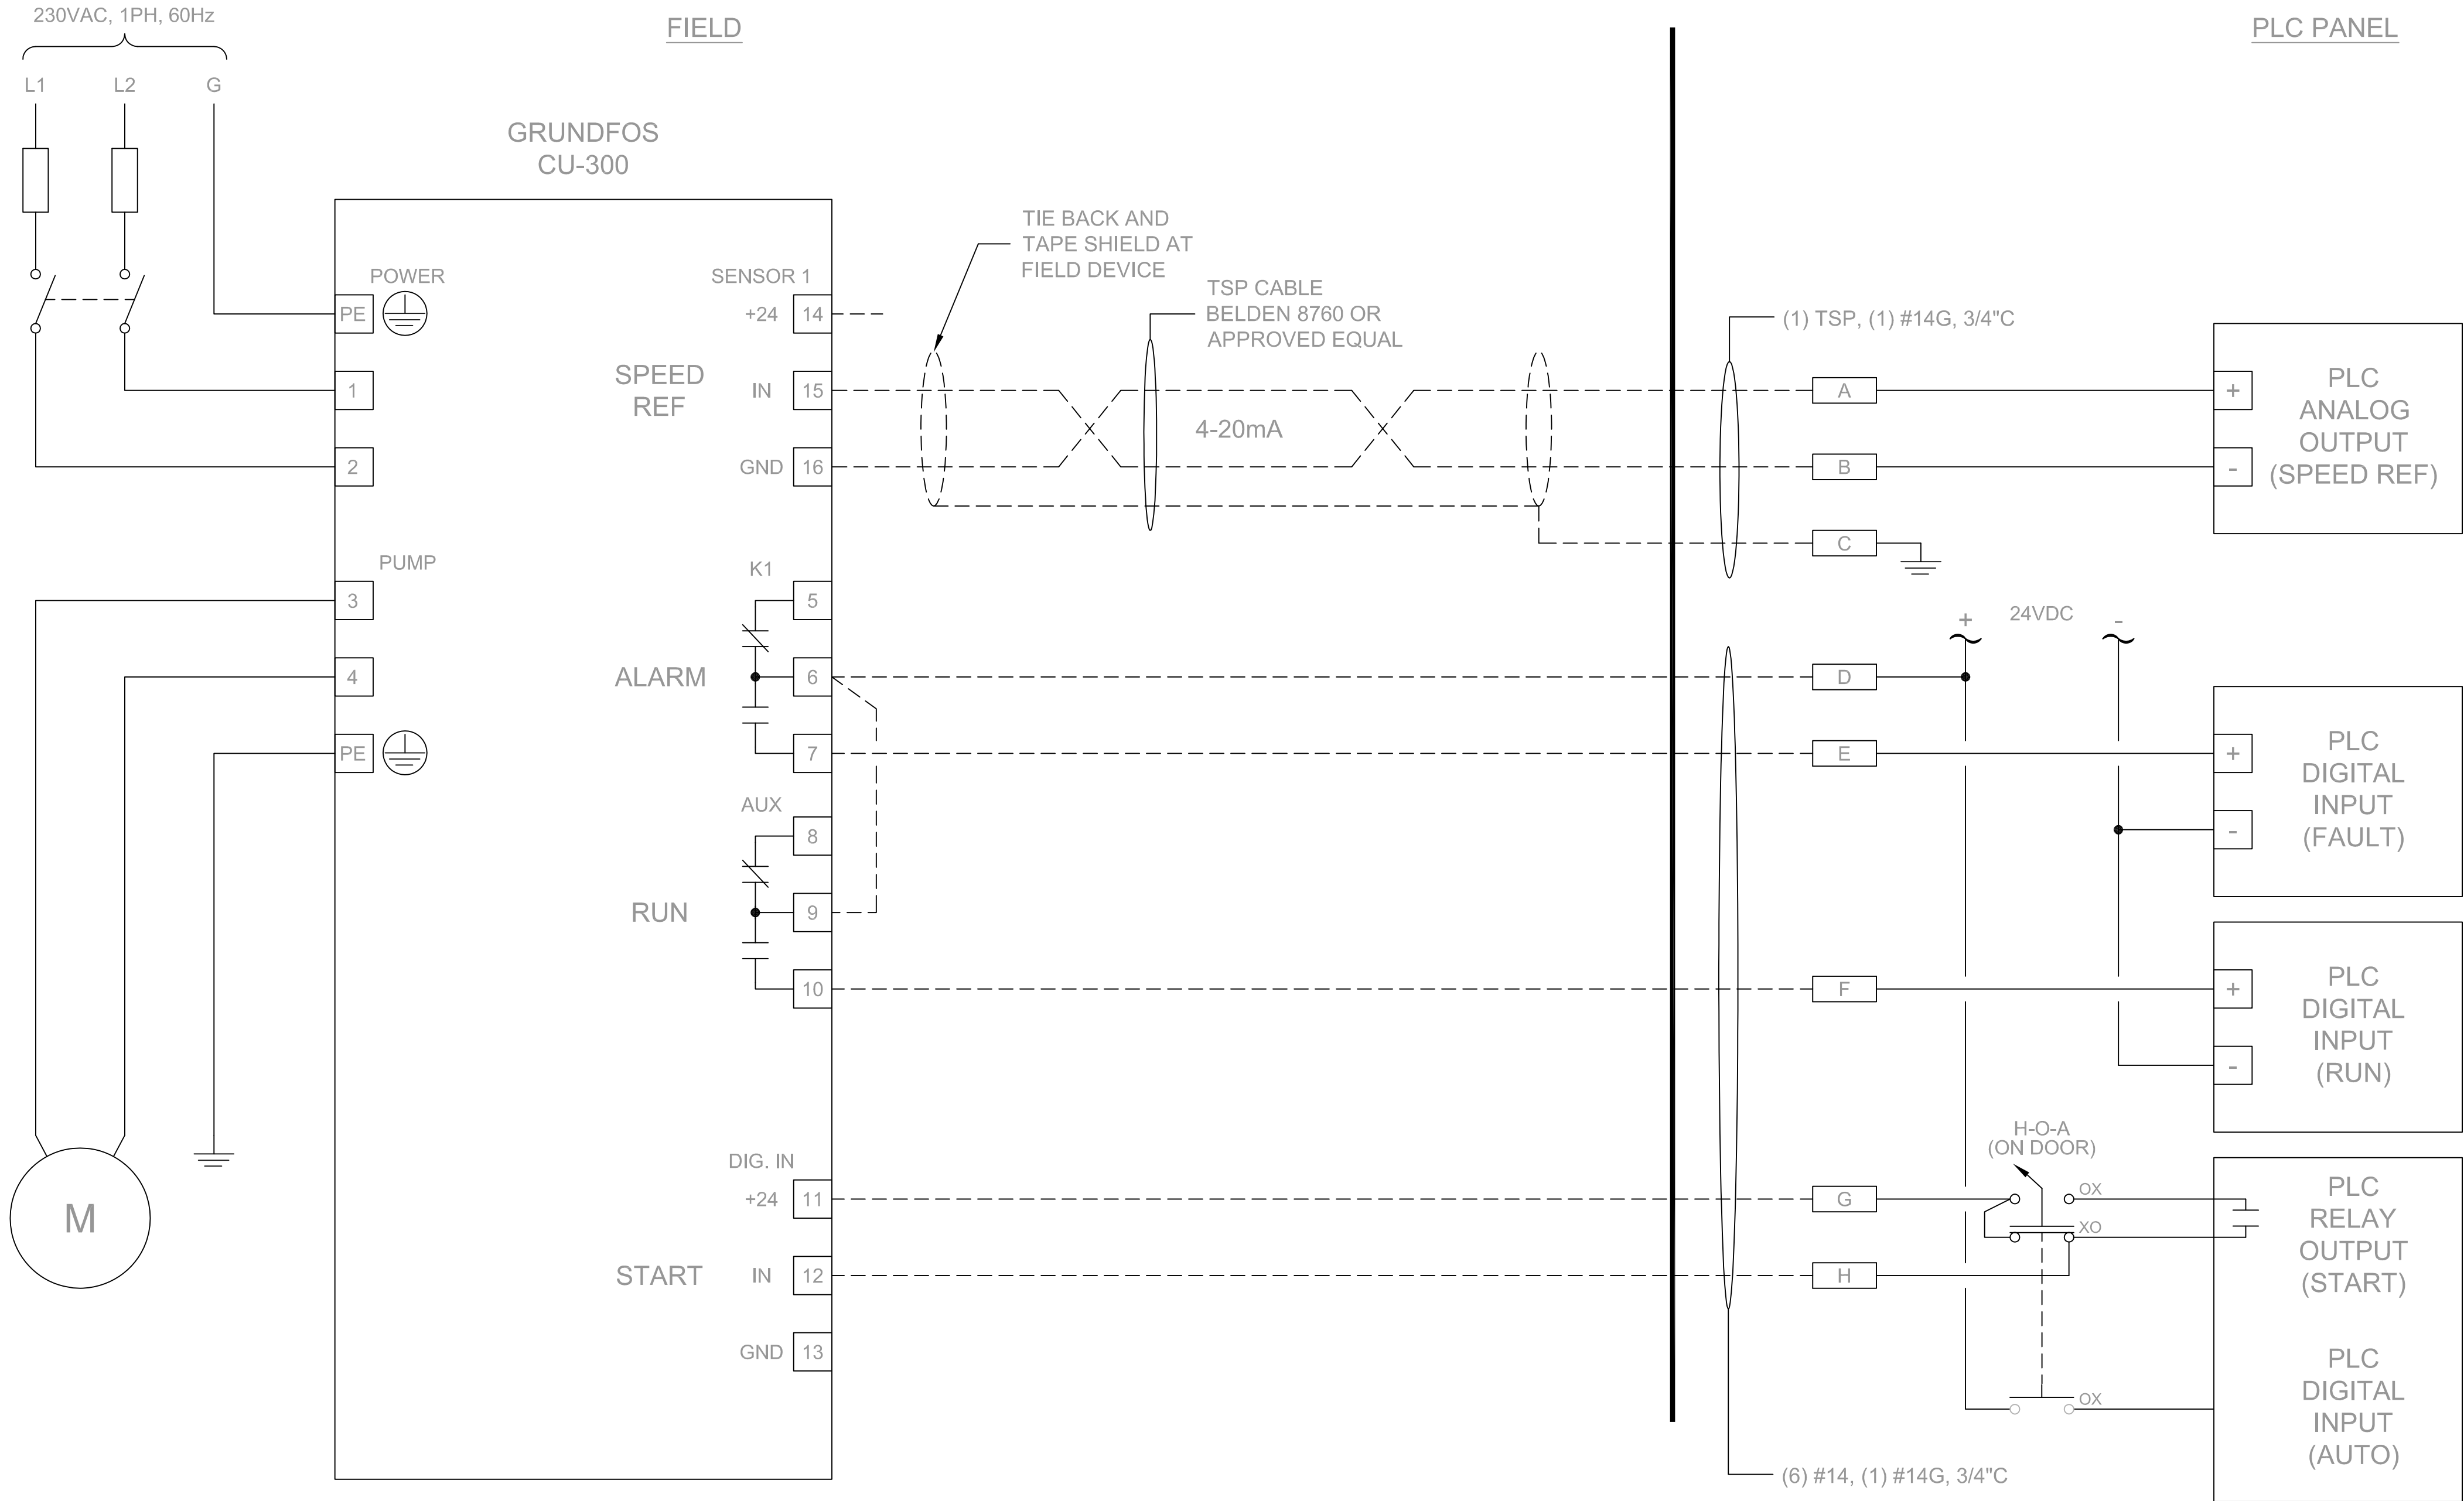 230VAC, 1PH, 60Hz
FIELD
PLC PANEL
L1
L2
G
GRUNDFOS
CU-300
POWER
PE
1
2
PUMP
3
4
PE
M
SENSOR 1
+24
14
SPEED
REF
IN
15
GND
16
K1
5
ALARM
6
7
AUX
8
RUN
9
10
DIG. IN
+24
11
START
IN
12
GND
13
TIE BACK AND
TAPE SHIELD AT
FIELD DEVICE
TSP CABLE
BELDEN 8760 OR
APPROVED EQUAL
4-20mA
(1) TSP, (1) #14G, 3/4"C
A
B
C
+
-
PLC
ANALOG
OUTPUT
(SPEED REF)
+
24VDC
-
D
E
+
-
PLC
DIGITAL
INPUT
(FAULT)
F
+
-
PLC
DIGITAL
INPUT
(RUN)
H-O-A
(ON DOOR)
G
OX
XO
H
PLC
RELAY
OUTPUT
(START)
OX
PLC
DIGITAL
INPUT
(AUTO)
(6) #14, (1) #14G, 3/4"C